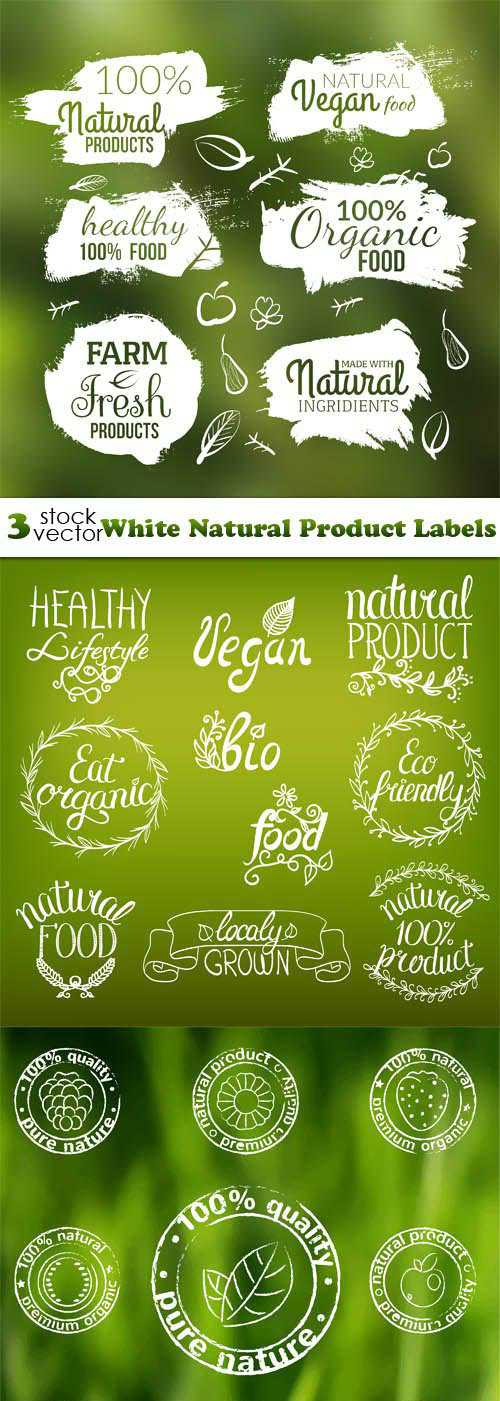 100%
Natural
PRODUCTS
NATURAL
Vegan food
healthy
100% FOOD
100%
Organic
FOOD
FARM
Fresh
PRODUCTS
MADE WITH
Natural
INGRIDIENTS
3 stock vector White Natural Product Labels
HEALTHY
Lifestyle
Vegan
natural
PRODUCT
Eat
organic
bio
Eco
friendly
food
natural
FOOD
localy
GROWN
natural
100%
product
100% quality
pure nature
natural product
premium quality
100% natural
premium organic
100% natural
premium organic
100% quality
pure nature
natural product
premium quality